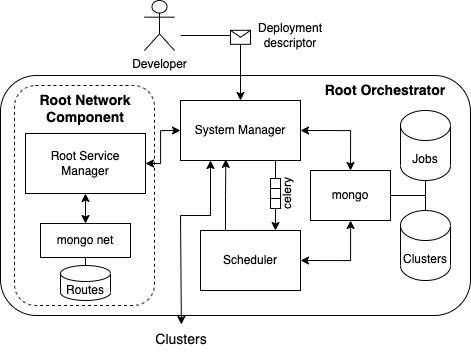 Deployment
descriptor
Developer
Root Orchestrator
Root Network
Component
System Manager
Jobs
Root Service
Manager
celery
mongo
mongo net
Scheduler
Clusters
Routes
Clusters